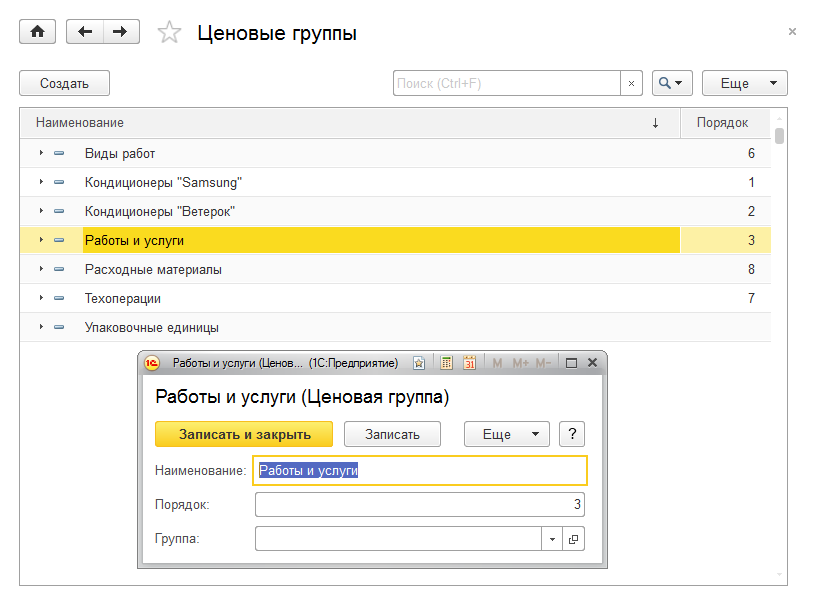 Ценовые группы
Создать Поиск (Ctrl+F) × Еще
Наименование ↓ Порядок
Виды работ 6
Кондиционеры "Samsung" 1
Кондиционеры "Ветерок" 2
Работы и услуги 3
Расходные материалы 8
Техоперации 7
Упаковочные единицы
1С Работы и услуги (Ценов... (1С:Предприятие) 31 M M+ M-
Работы и услуги (Ценовая группа)
Записать и закрыть Записать Еще ?
Наименование: Работы и услуги
Порядок: 3
Группа: